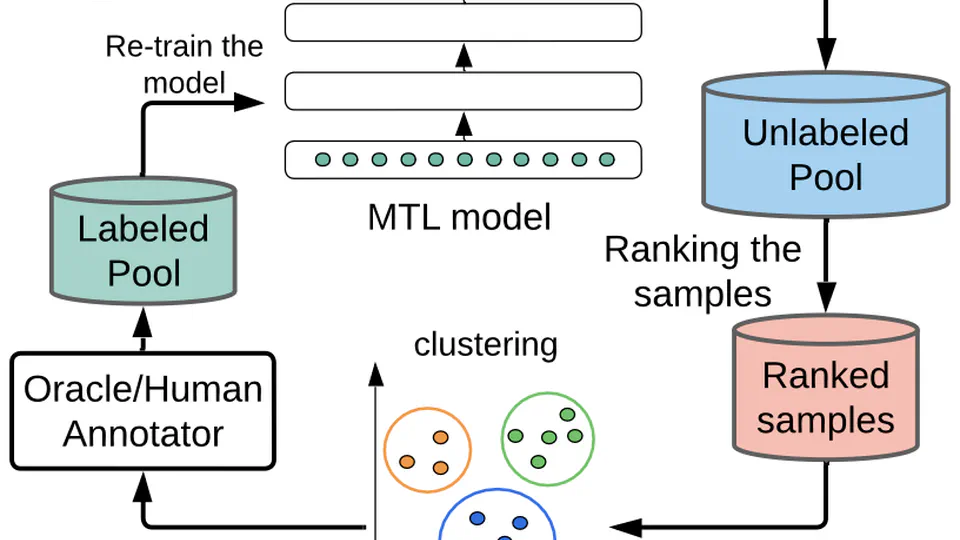 Re-train the
model
MTL model
Unlabeled
Pool
Labeled
Pool
Ranking the
samples
clustering
Oracle/Human
Annotator
Ranked
samples